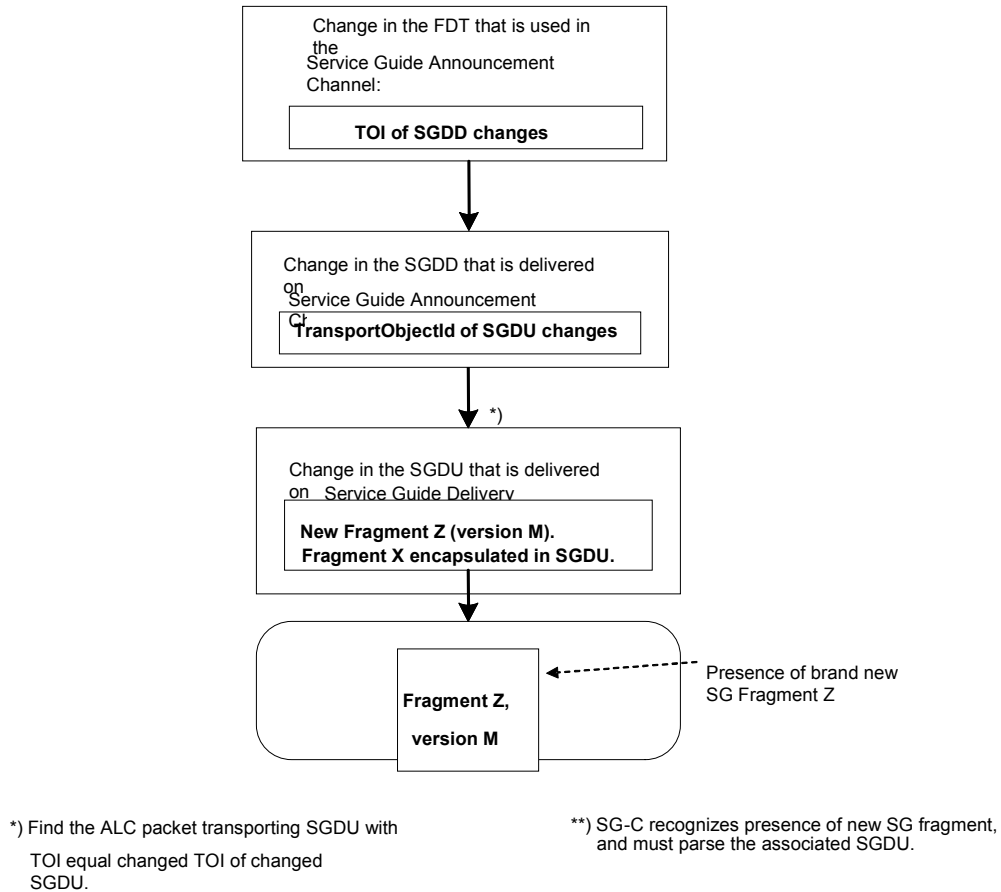 Change in the FDT that is used in
the
Service Guide Announcement
Channel:
TOI of SGDD changes
Change in the SGDD that is delivered
on
Service Guide Announcement
TransportObjectId of SGDU changes
*)
Change in the SGDU that is delivered
on Service Guide Delivery
New Fragment Z (version M).
Fragment X encapsulated in SGDU.
Fragment Z,
version M
Presence of brand new
SG Fragment Z
*) Find the ALC packet transporting SGDU with
TOI equal changed TOI of changed
SGDU.
**) SG-C recognizes presence of new SG fragment,
and must parse the associated SGDU.